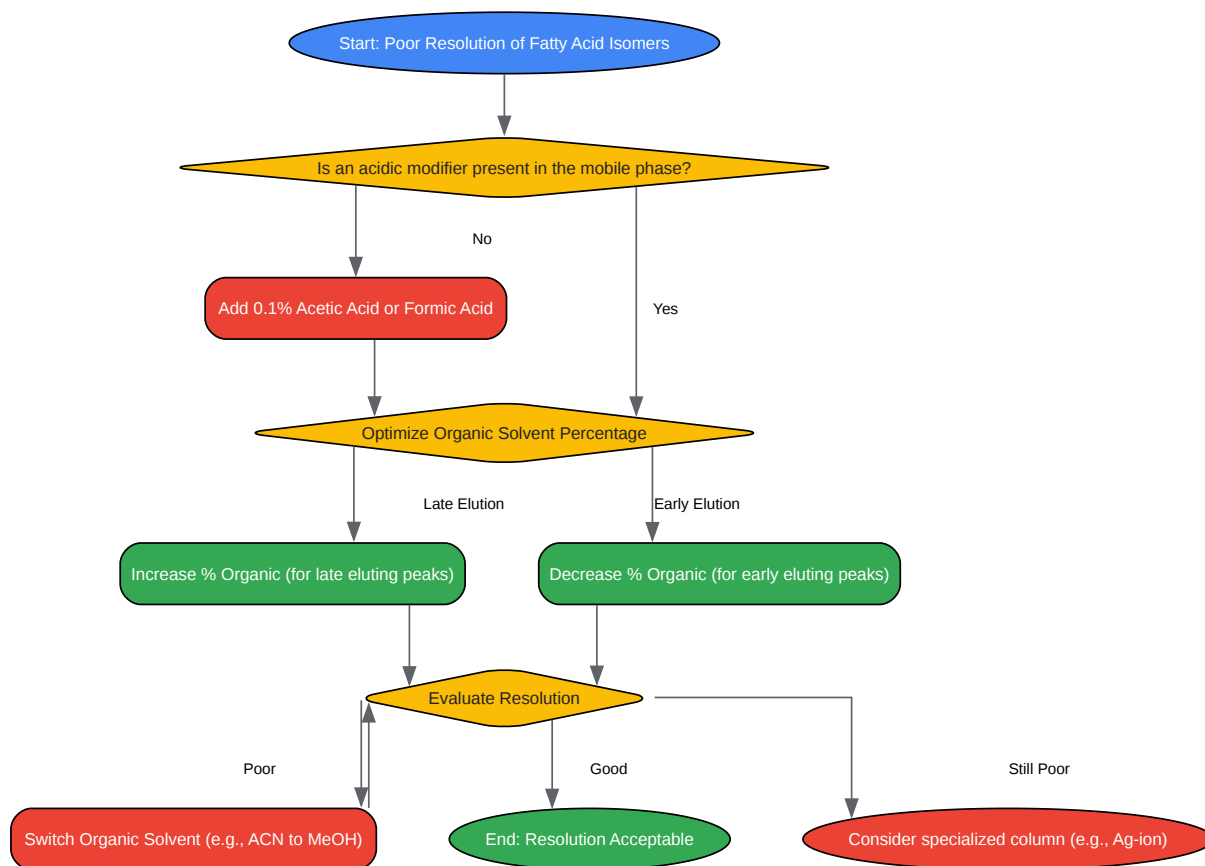 Start: Poor Resolution of Fatty Acid Isomers
Is an acidic modifier present in the mobile phase?
No
Add 0.1% Acetic Acid or Formic Acid
Yes
Optimize Organic Solvent Percentage
Late Elution
Early Elution
Increase % Organic (for late eluting peaks)
Decrease % Organic (for early eluting peaks)
Evaluate Resolution
Poor
Good
Still Poor
Switch Organic Solvent (e.g., ACN to MeOH)
End: Resolution Acceptable
Consider specialized column (e.g., Ag-ion)